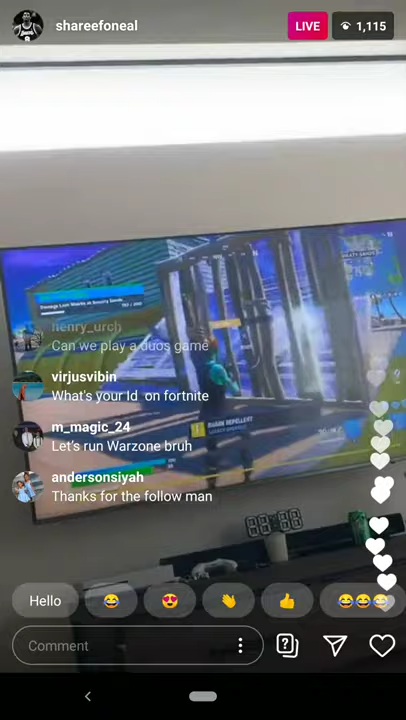 shareefoneal
LIVE
1,115
henry_urch
Can we play a duos game
virjusvibin
What's your Id on fortnite
m_magic_24
Let's run Warzone bruh
andersonsiyah
Thanks for the follow man
Hello
Comment